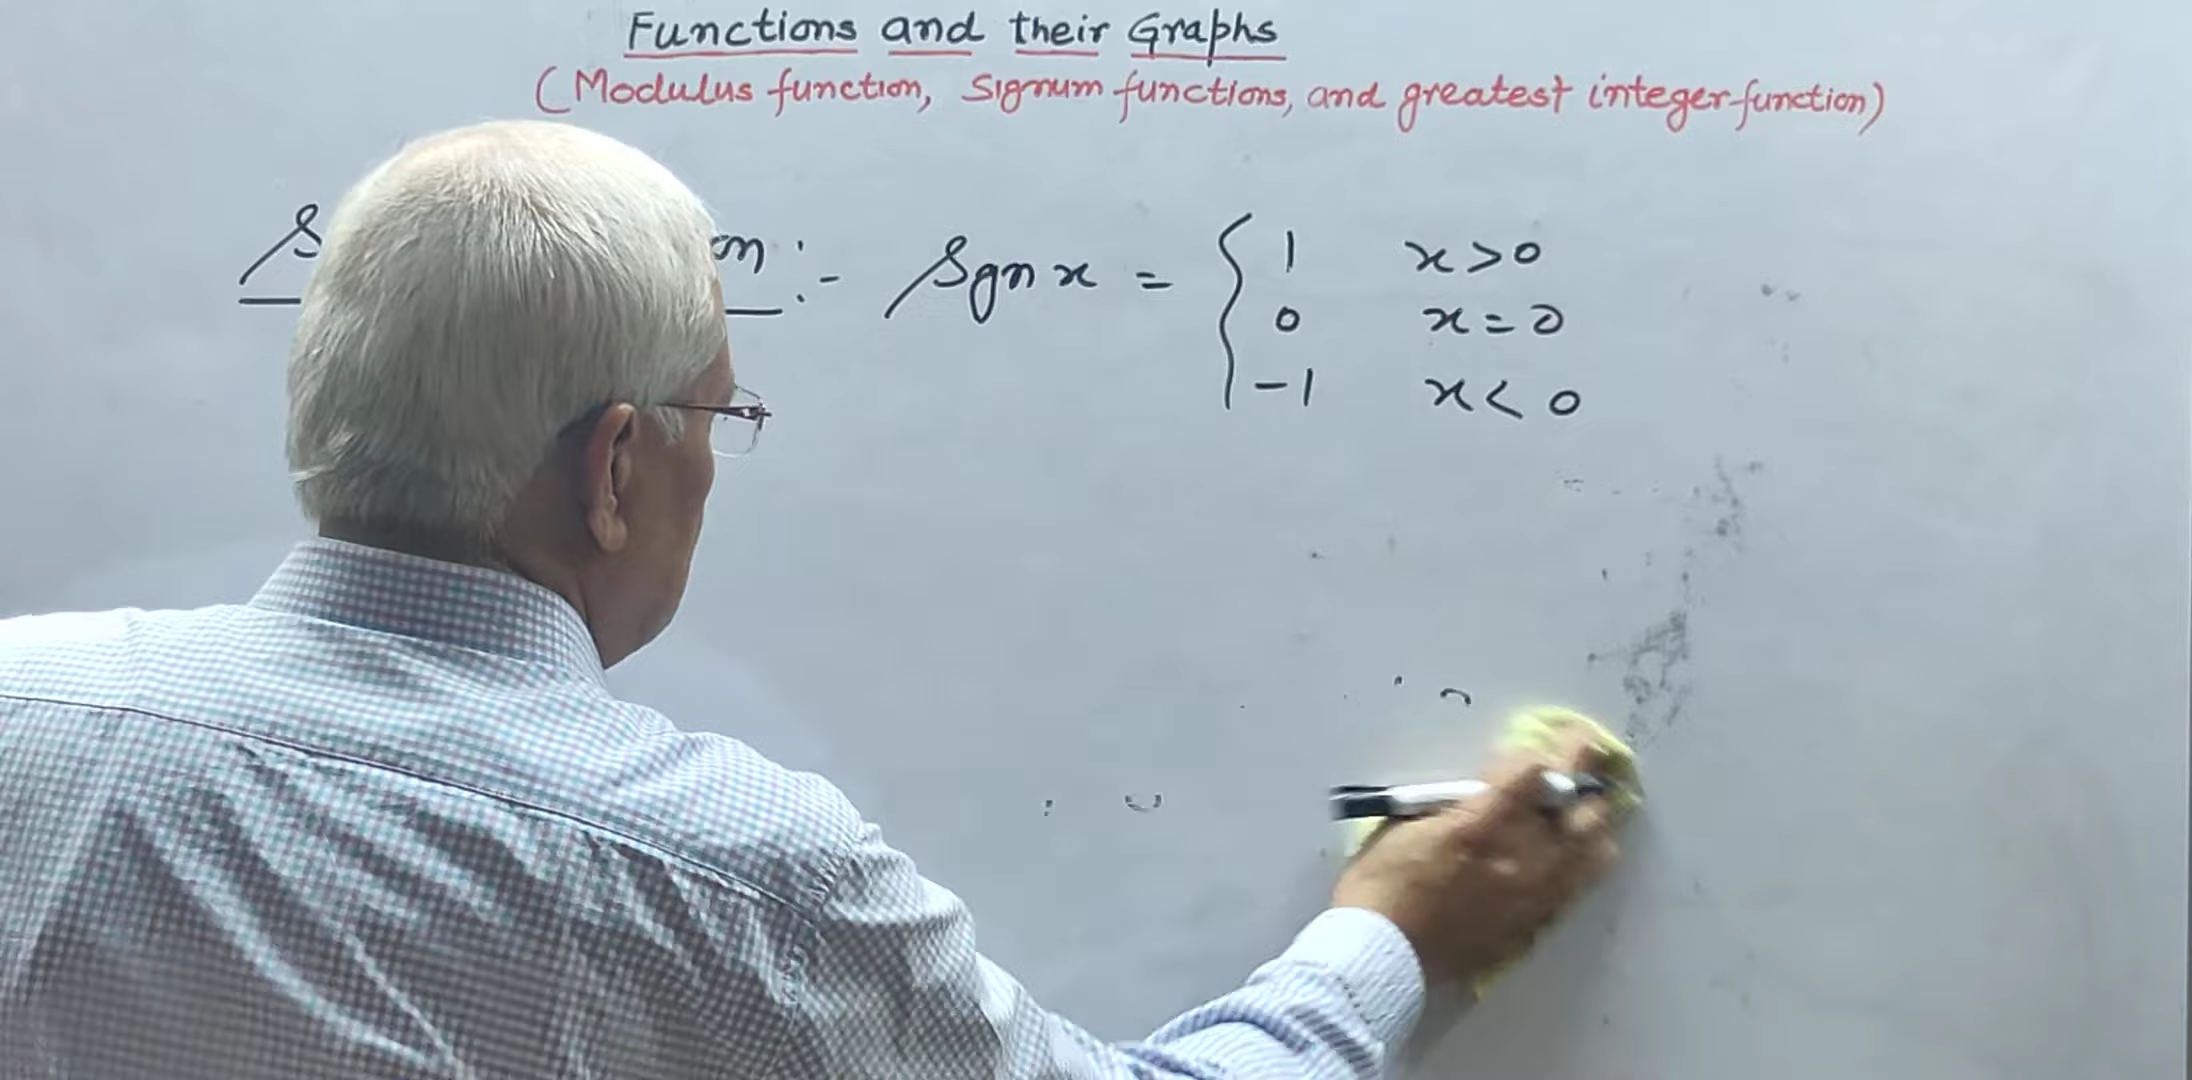 Functions and their Graphs
(Modulus function, Signum functions, and greatest integer function)
:- Sgn x = { 1 x>0
0 x=0
-1 x<0